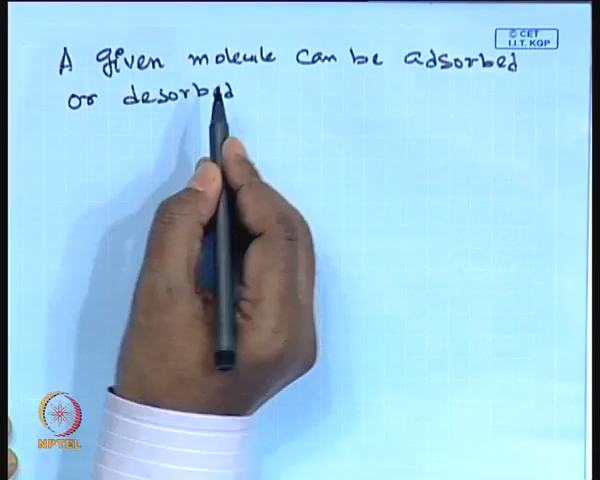 © CET
I.I.T. KGP
A given molecule can be adsorbed
or desorbed
NPTEL